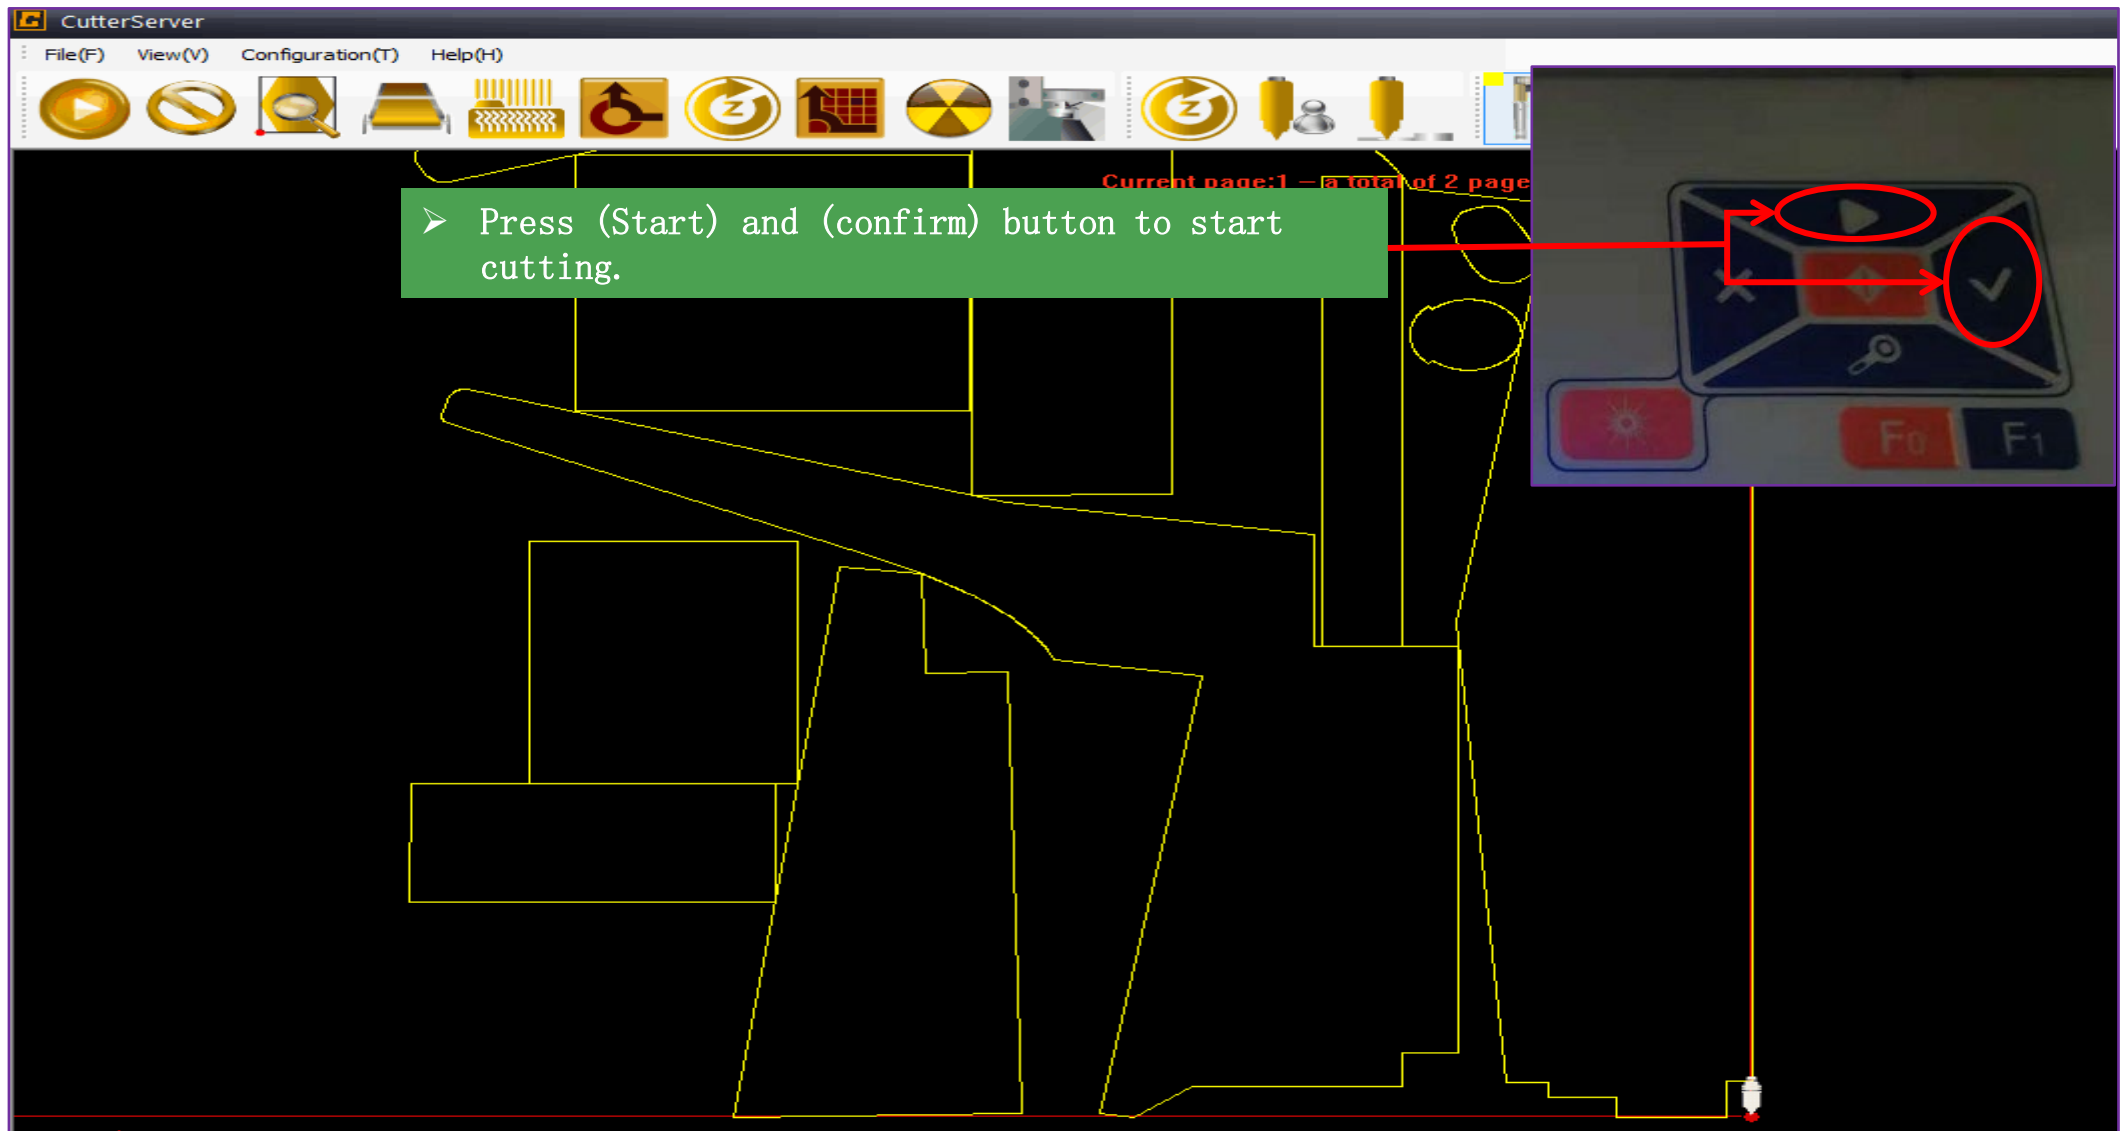 CutterServer
File(F) View(V) Configuration(T) Help(H)
Current page:1 — a total of 2 page
Press (Start) and (confirm) button to start
cutting.
F0 F1